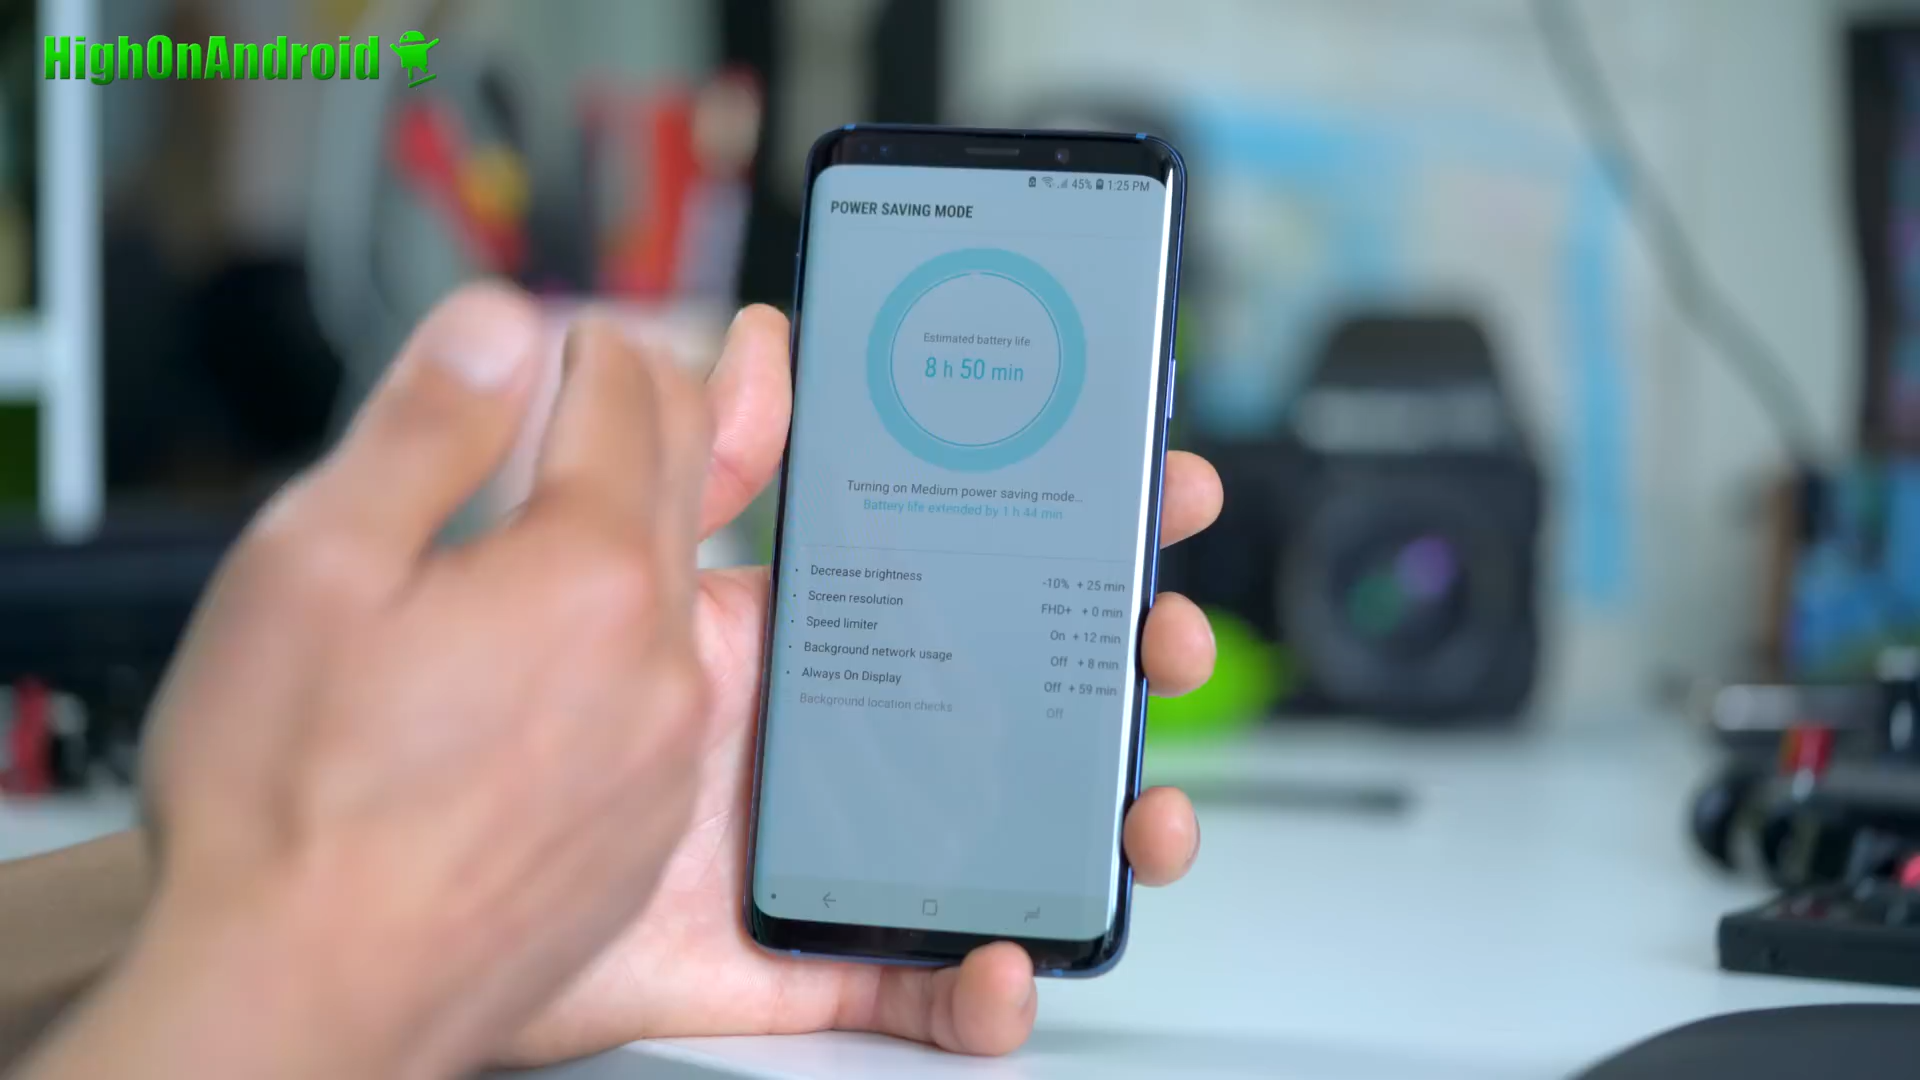 HighOnAndroid
45% 1:25 PM
POWER SAVING MODE
Estimated battery life
8 h 50 min
Turning on Medium power saving mode...
Battery life extended by 1 h 44 min
• Decrease brightness -10% + 25 min
• Screen resolution FHD+ + 0 min
• Speed limiter On + 12 min
• Background network usage Off + 8 min
• Always On Display Off + 59 min
Background location checks Off